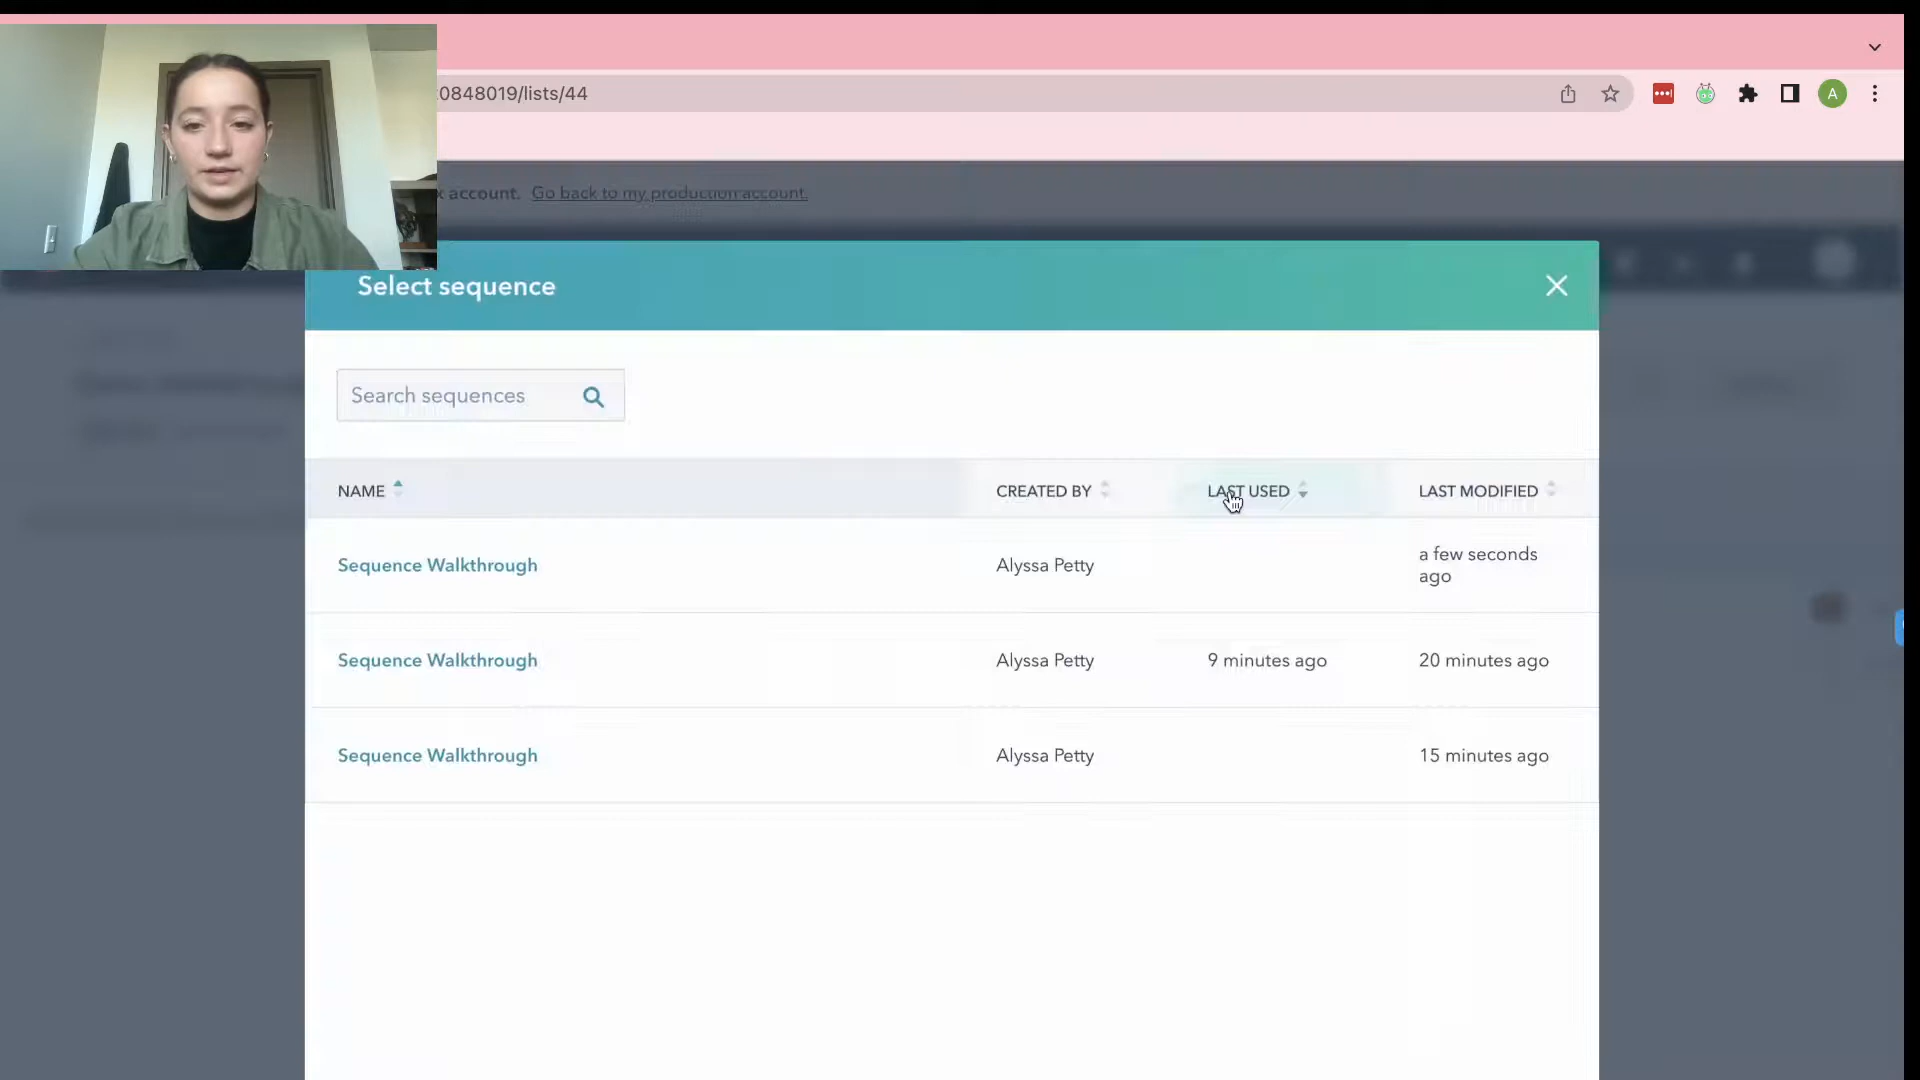 0848019/lists/44
A
x account. Go back to my production account.
Select sequence
Search sequences
NAME
CREATED BY
LAST USED
LAST MODIFIED
Sequence Walkthrough
Alyssa Petty
a few seconds
ago
Sequence Walkthrough
Alyssa Petty
9 minutes ago
20 minutes ago
Sequence Walkthrough
Alyssa Petty
15 minutes ago